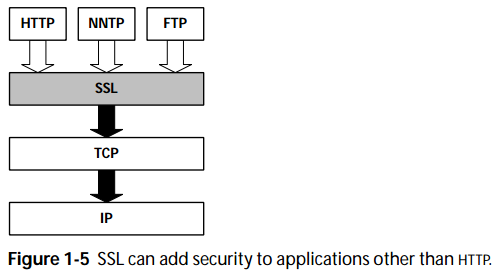 HTTP NNTP FTP
SSL
TCP
IP
Figure 1-5 SSL can add security to applications other than HTTP.